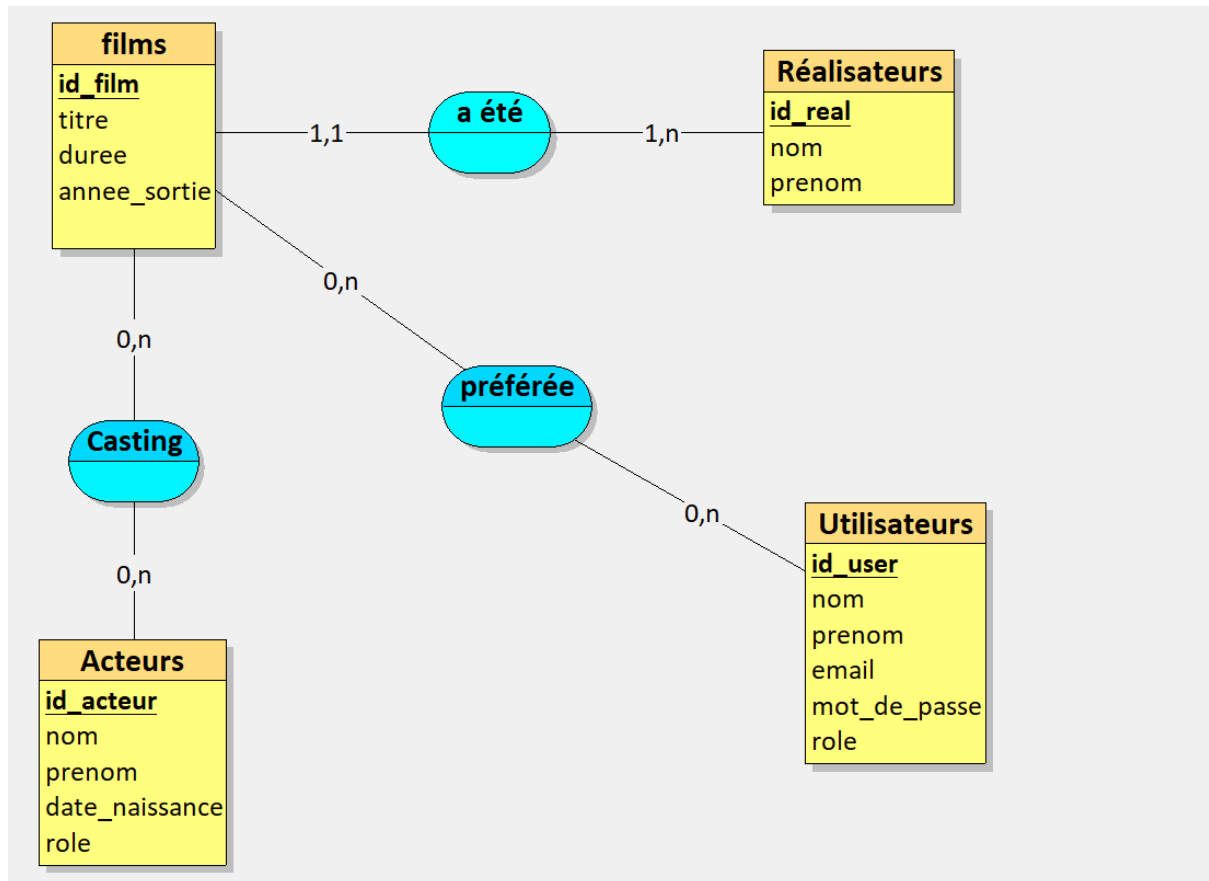 films
id_film
titre
duree
annee_sortie
1,1
a été
1,n
Réalisateurs
id_real
nom
prenom
0,n
0,n
préférée
Casting
0,n
0,n
Utilisateurs
id_user
nom
prenom
email
mot_de_passe
role
Acteurs
id_acteur
nom
prenom
date_naissance
role